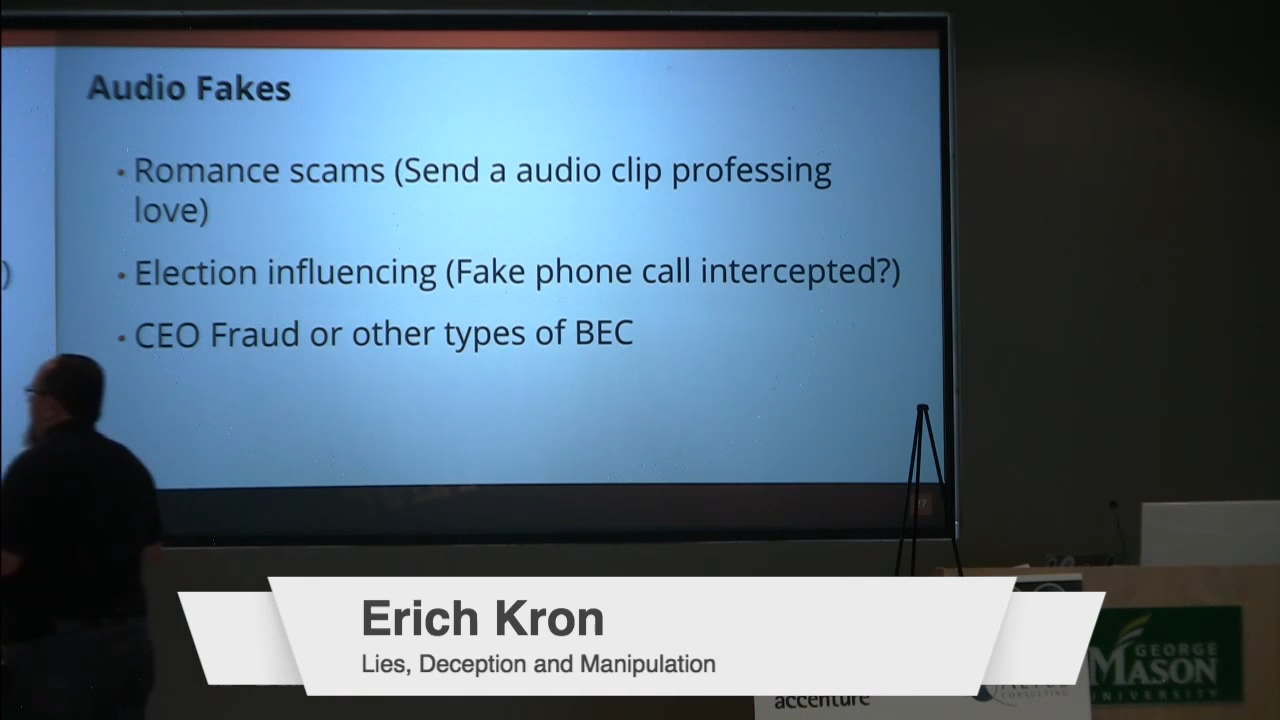 Audio Fakes
• Romance scams (Send a audio clip professing
love)
)
• Election influencing (Fake phone call intercepted?)
• CEO Fraud or other types of BEC
Erich Kron
Lies, Deception and Manipulation
GEORGE
MASON
UNIVERSITY
CONSULTING
accenture